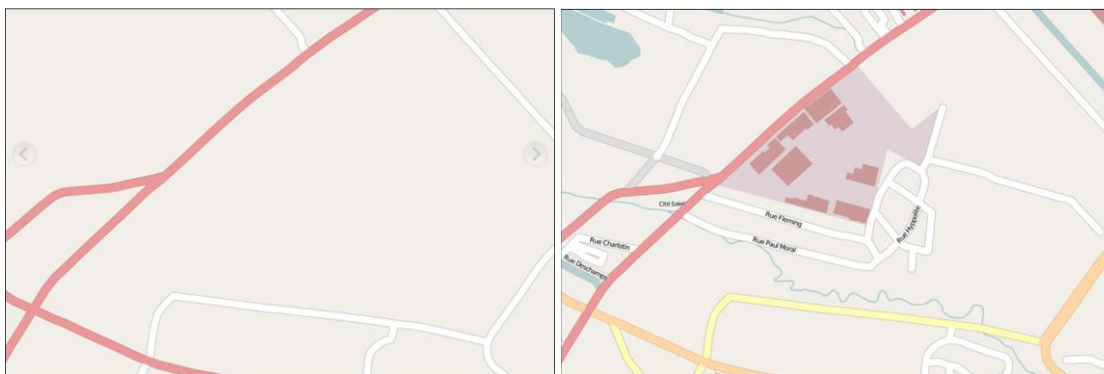 Cité Soleil
Rue Fleming
Rue Hyppolite
Rue Paul Moral
Rue Charlotin
Rue Deschamps